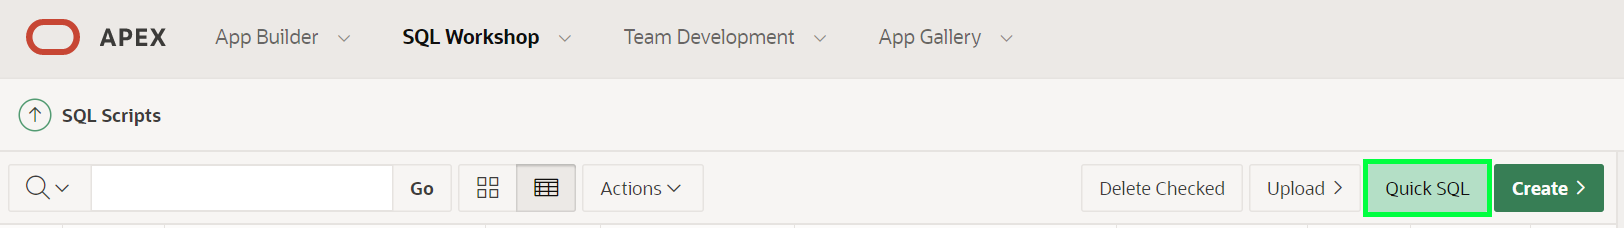 APEX App Builder SQL Workshop Team Development App Gallery
SQL Scripts
Go Actions Delete Checked Upload Quick SQL Create